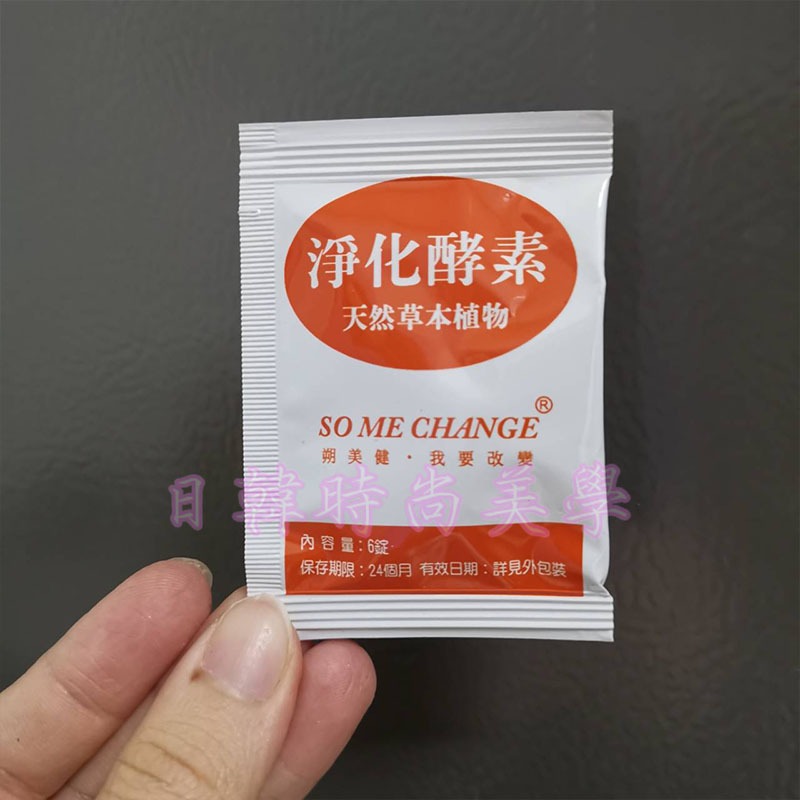 淨化酵素
天然草本植物
SO ME CHANGE®
朔美健・我要改變
日韓時尚美學
內容量：6錠
保存期限：24個月 有效日期：詳見外包裝